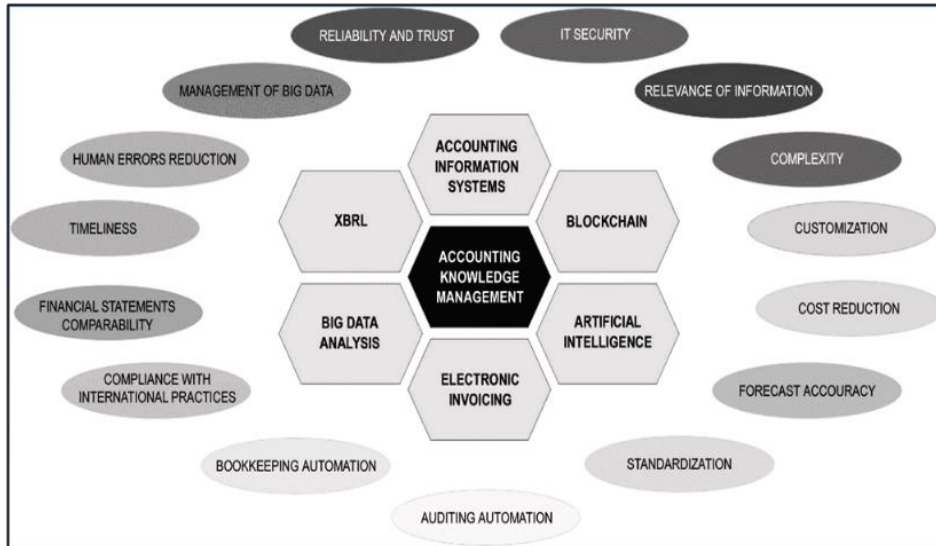 RELIABILITY AND TRUST
IT SECURITY
MANAGEMENT OF BIG DATA
RELEVANCE OF INFORMATION
HUMAN ERRORS REDUCTION
ACCOUNTING
INFORMATION
SYSTEMS
COMPLEXITY
TIMELINESS
XBRL
BLOCKCHAIN
CUSTOMIZATION
ACCOUNTING
KNOWLEDGE
MANAGEMENT
FINANCIAL STATEMENTS
COMPARABILITY
BIG DATA
ANALYSIS
ARTIFICIAL
INTELLIGENCE
COST REDUCTION
COMPLIANCE WITH
INTERNATIONAL PRACTICES
ELECTRONIC
INVOICING
FORECAST ACCOURACY
BOOKKEEPING AUTOMATION
STANDARDIZATION
AUDITING AUTOMATION